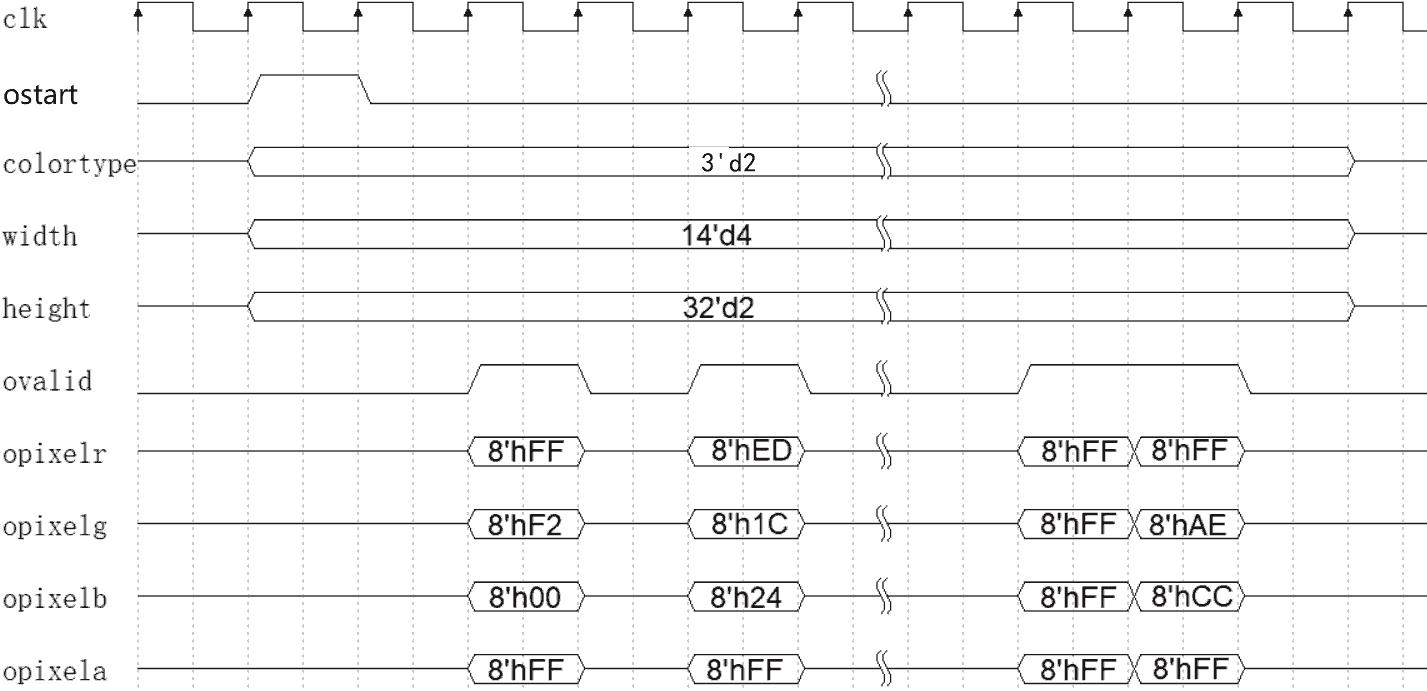 clk
ostart
colortype 3'd2
width 14'd4
height 32'd2
ovalid
opixelr 8'hFF 8'hED 8'hFF 8'hFF
opixelg 8'hF2 8'h1C 8'hFF 8'hAE
opixelb 8'h00 8'h24 8'hFF 8'hCC
opixela 8'hFF 8'hFF 8'hFF 8'hFF